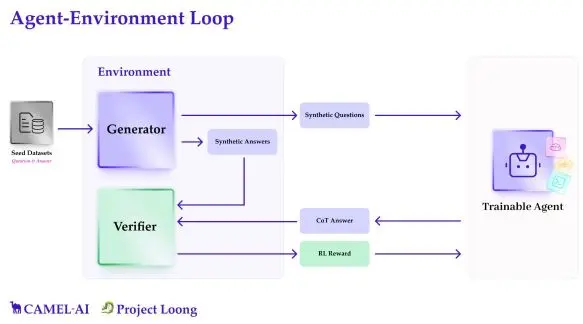 Agent-Environment Loop
Environment
Generator
Synthetic Questions
Synthetic Answers
Seed Datasets
Question & Answer
Verifier
CoT Answer
RL Reward
Trainable Agent
CAMEL-AI
Project Loong